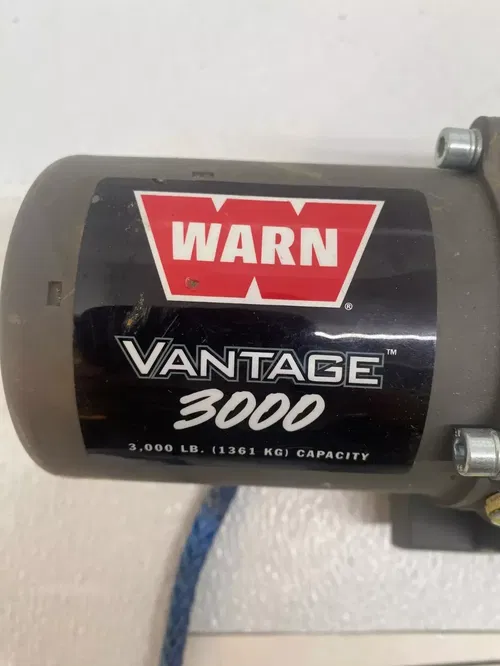 WARN
®
VANTAGE™
3000
3,000 LB. (1361 KG) CAPACITY